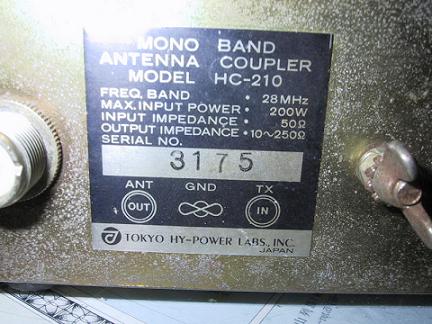 MONO BAND
ANTENNA COUPLER
MODEL HC-210
FREQ. BAND : 28MHz
MAX. INPUT POWER · 200W
INPUT IMPEDANCE : 50Ω
OUTPUT IMPEDANCE · 10~250Ω
SERIAL NO.
3175
ANT GND TX
OUT IN
TOKYO HY-POWER LABS., INC.
JAPAN